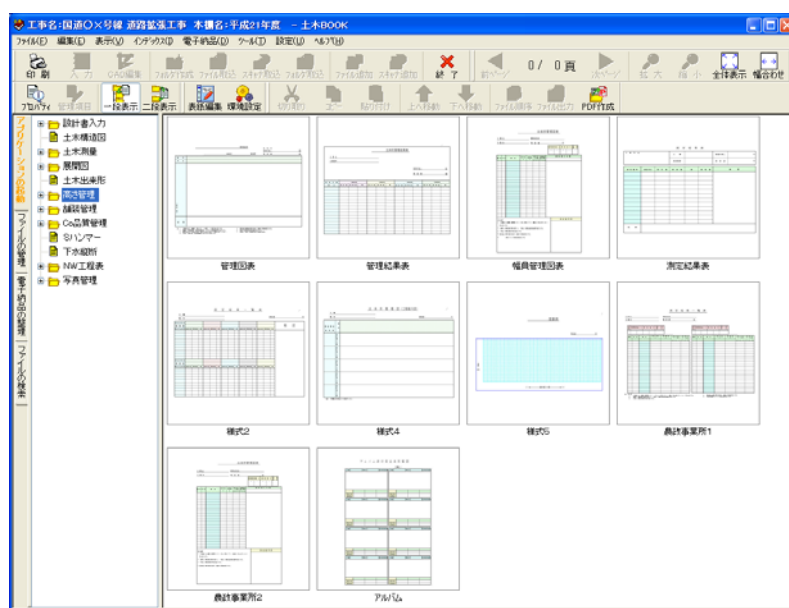 工事名:国道〇×号線 道路拡張工事 本棚名:平成21年度 - 土木BOOK
ファイル(F) 編集(E) 表示(V) インデックス(I) 電子納品(D) ツール(T) 設定(U) ヘルプ(H)
印 刷 入 力 CAD編集 フォルダ作成 ファイル取込 スキャナ取込 フォルダ取込 ファイル追加 スキャナ追加 終 了 前ページ 0/ 0頁 次ページ 拡 大 縮 小 全体表示 幅合わせ
プロパティ 管理項目 一段表示 二段表示 表紙編集 環境設定 切り取り コピー 貼り付け 上へ移動 下へ移動 ファイル順序 ファイル出力 PDF作成
アプリケーションの起動
ファイルの管理
電子納品の整理
ファイルの検索
設計書入力
土木構造図
土木測量
展開図
土木出来形
高さ管理
舗装管理
Co品質管理
Sハンマー
下水縦断
NW工程表
写真管理
管理図表
管理結果表
幅員管理図表
測定結果表
様式2
様式4
様式5
農政事業所1
農政事業所2
アルバム